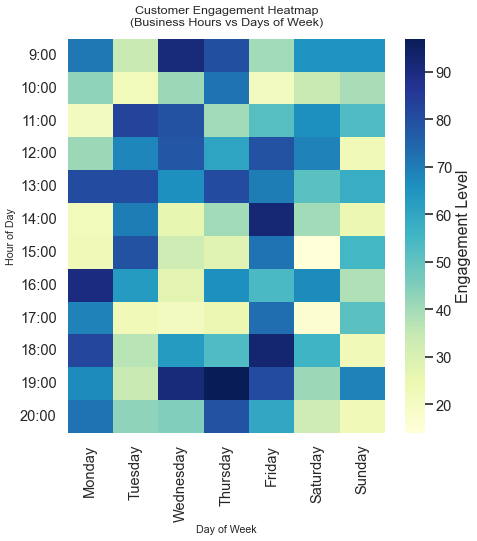 Customer Engagement Heatmap
(Business Hours vs Days of Week)
9:00
10:00
11:00
12:00
13:00
14:00
15:00
16:00
17:00
18:00
19:00
20:00
Hour of Day
Monday
Tuesday
Wednesday
Thursday
Friday
Saturday
Sunday
Day of Week
90
80
70
60
50
40
30
20
Engagement Level